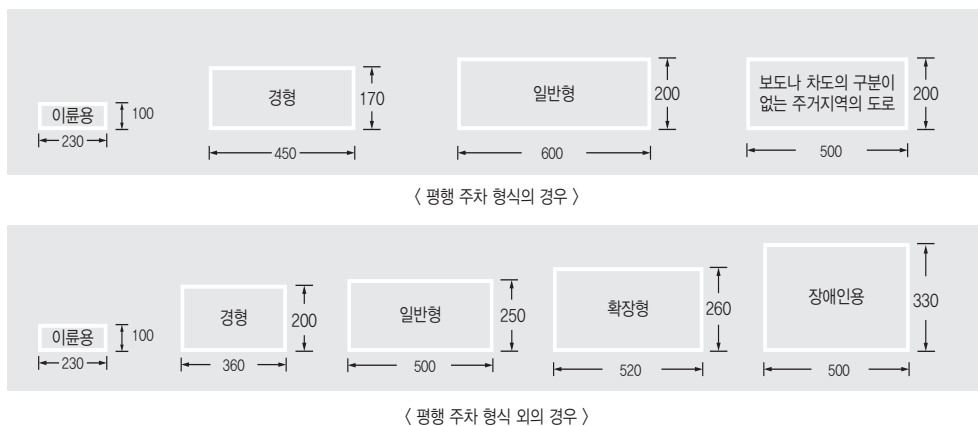 이륜용
100
230
경형
170
450
일반형
200
600
보도나 차도의 구분이
없는 주거지역의 도로
200
500
〈 평행 주차 형식의 경우 〉
이륜용
100
230
경형
200
360
일반형
250
500
확장형
260
520
장애인용
330
500
〈 평행 주차 형식 외의 경우 〉